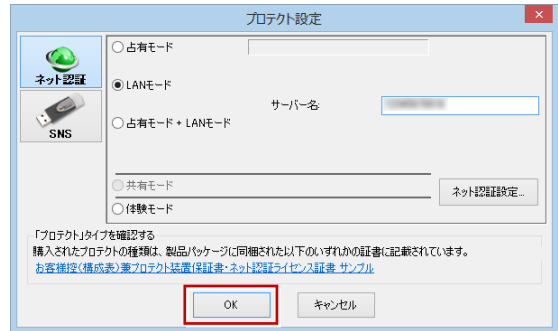 プロテクト設定
ネット認証
SNS
占有モード
LANモード
サーバー名:
占有モード + LANモード
共有モード
体験モード
ネット認証設定...
「プロテクト」タイプを確認する
購入されたプロテクトの種類は、製品パッケージに同梱された以下のいずれかの証書に記載されています。
お客様控(構成表)兼プロテクト装置保証書・ネット認証ライセンス証書 サンプル
OK
キャンセル